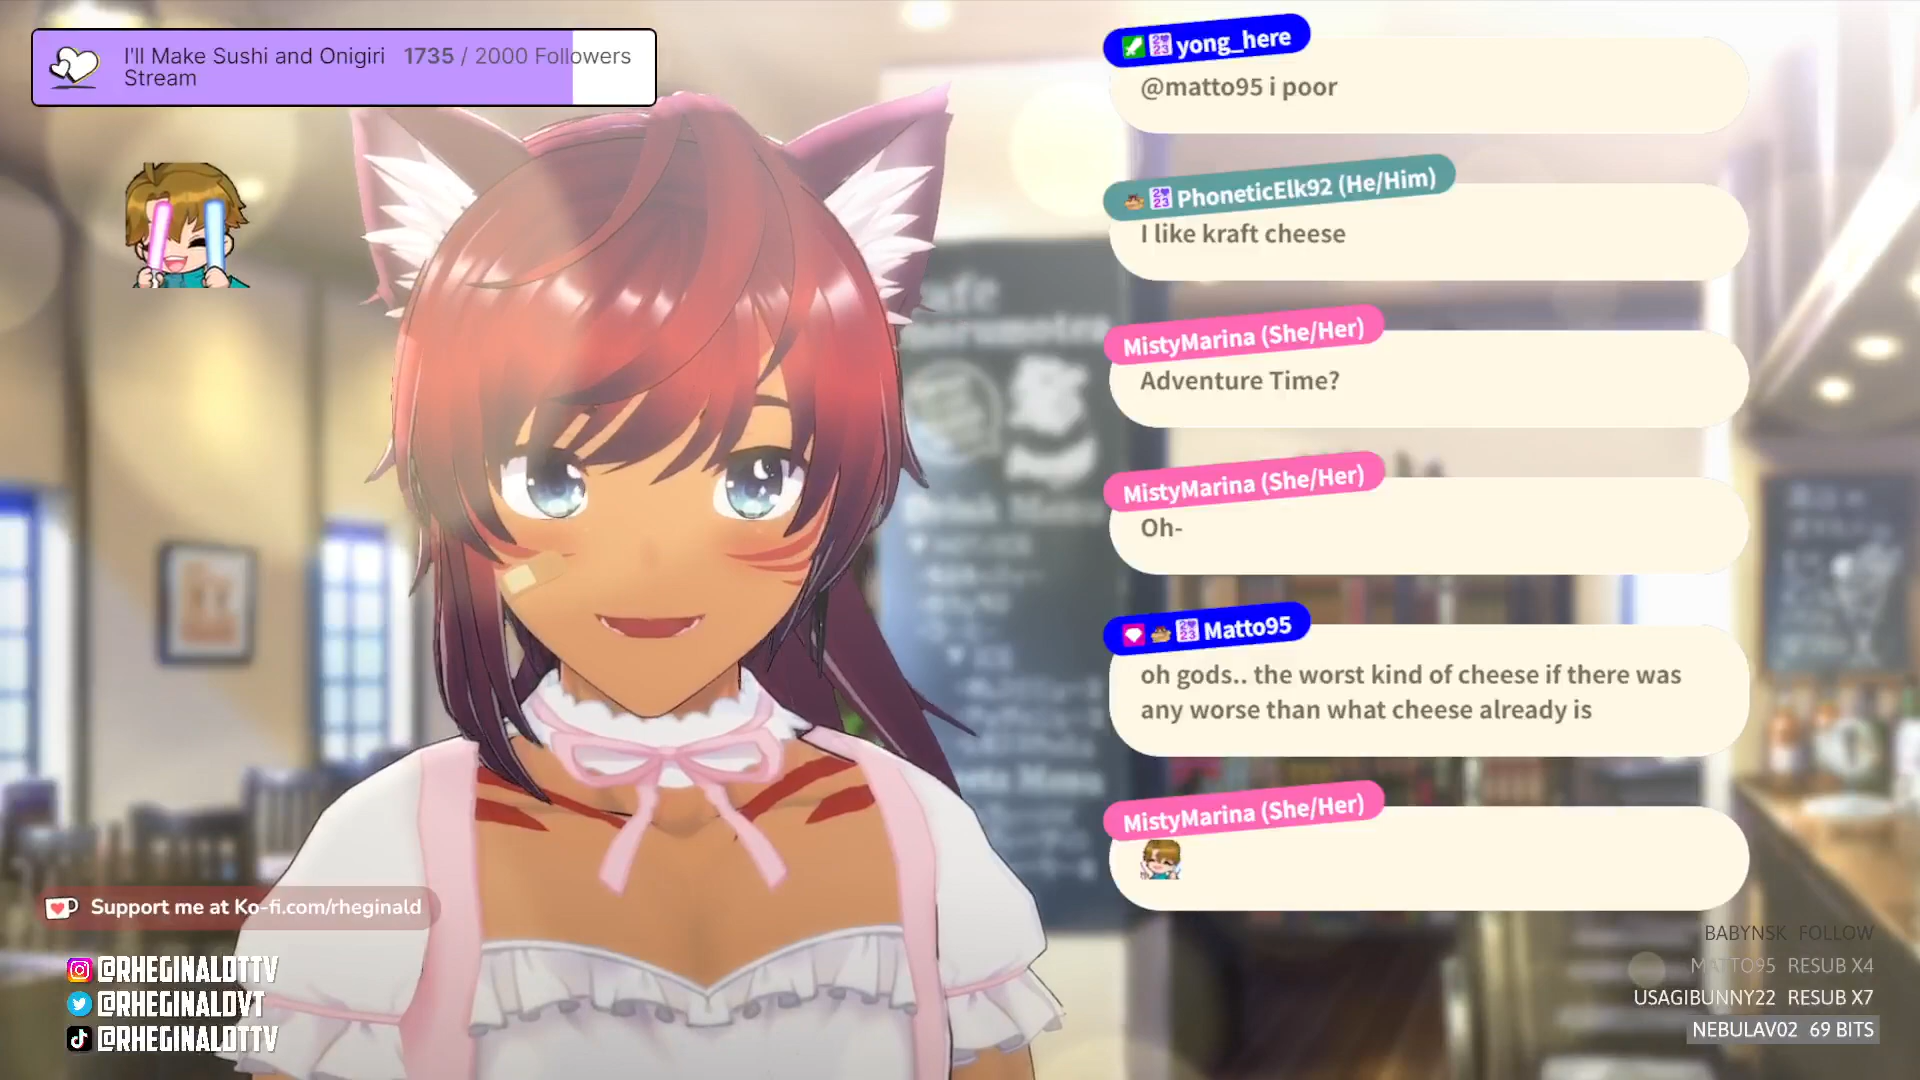 I'll Make Sushi and Onigiri 1735 / 2000 Followers
Stream
yong_here
@matto95 i poor
PhoneticElk92 (He/Him)
I like kraft cheese
MistyMarina (She/Her)
Adventure Time?
MistyMarina (She/Her)
Oh-
Matto95
oh gods.. the worst kind of cheese if there was
any worse than what cheese already is
MistyMarina (She/Her)
Support me at Ko-fi.com/rheginald
@RHEGINALDTTV
@RHEGINALDVT
@RHEGINALDTTV
BABYNSK FOLLOW
MATTO95 RESUB X4
USAGIBUNNY22 RESUB X7
NEBULAV02 69 BITS